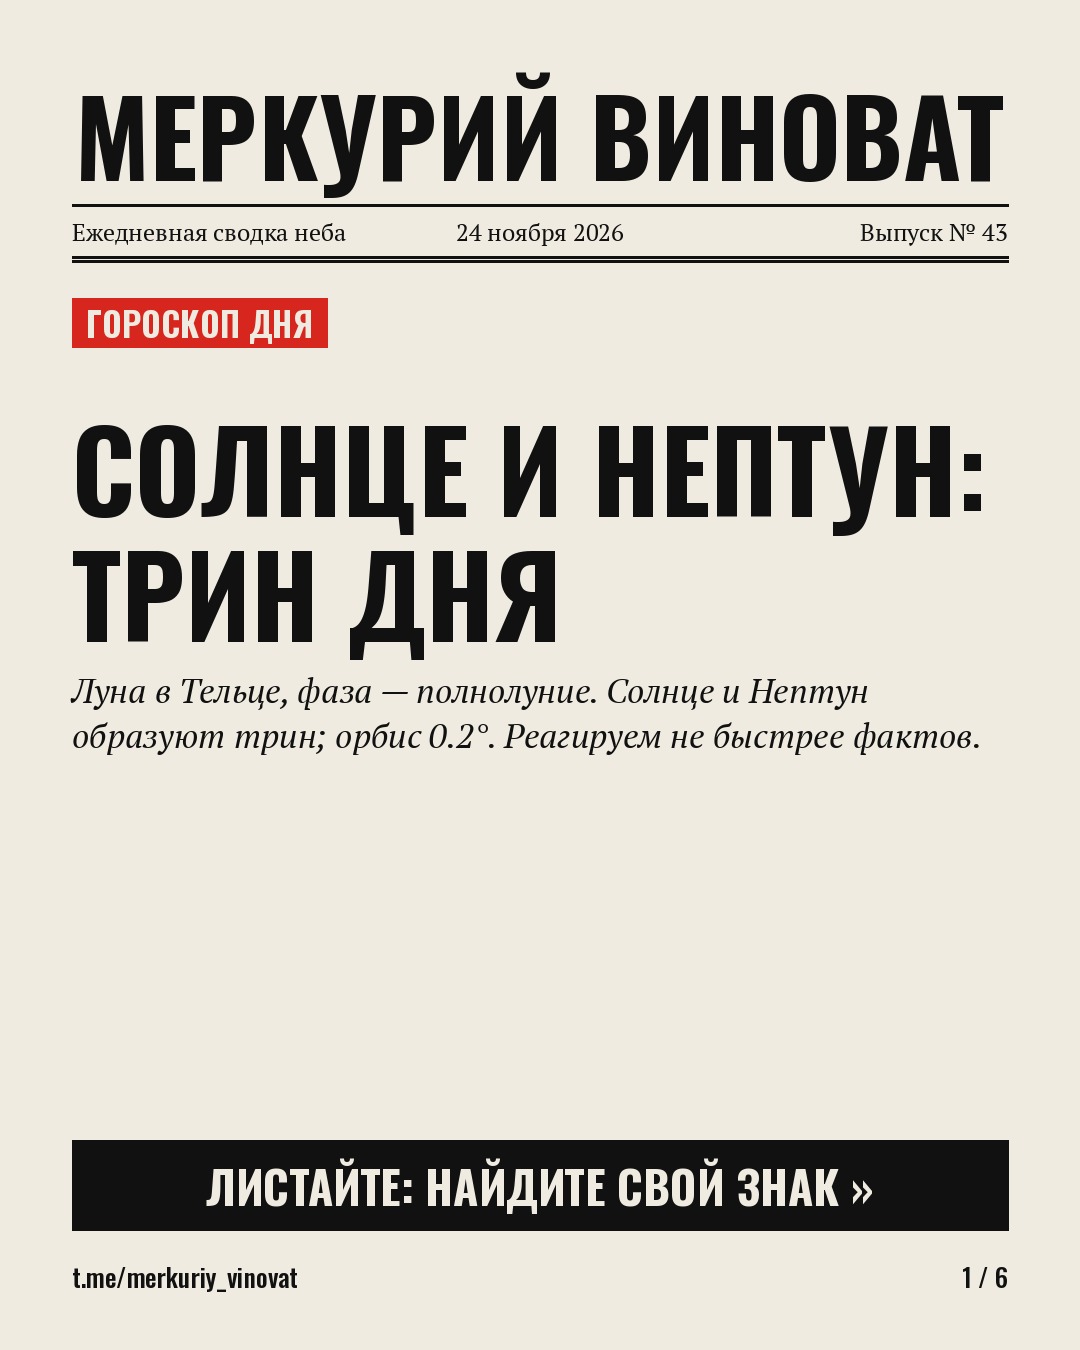 МЕРКУРИЙ ВИНОВАТ
Ежедневная сводка неба 24 ноября 2026 Выпуск № 43
ГОРОСКОП ДНЯ
СОЛНЦЕ И НЕПТУН:
ТРИН ДНЯ
Луна в Тельце, фаза — полнолуние. Солнце и Нептун
образуют трин; орбис 0.2°. Реагируем не быстрее фактов.
ЛИСТАЙТЕ: НАЙДИТЕ СВОЙ ЗНАК »
t.me/merkuriy_vinovat 1 / 6